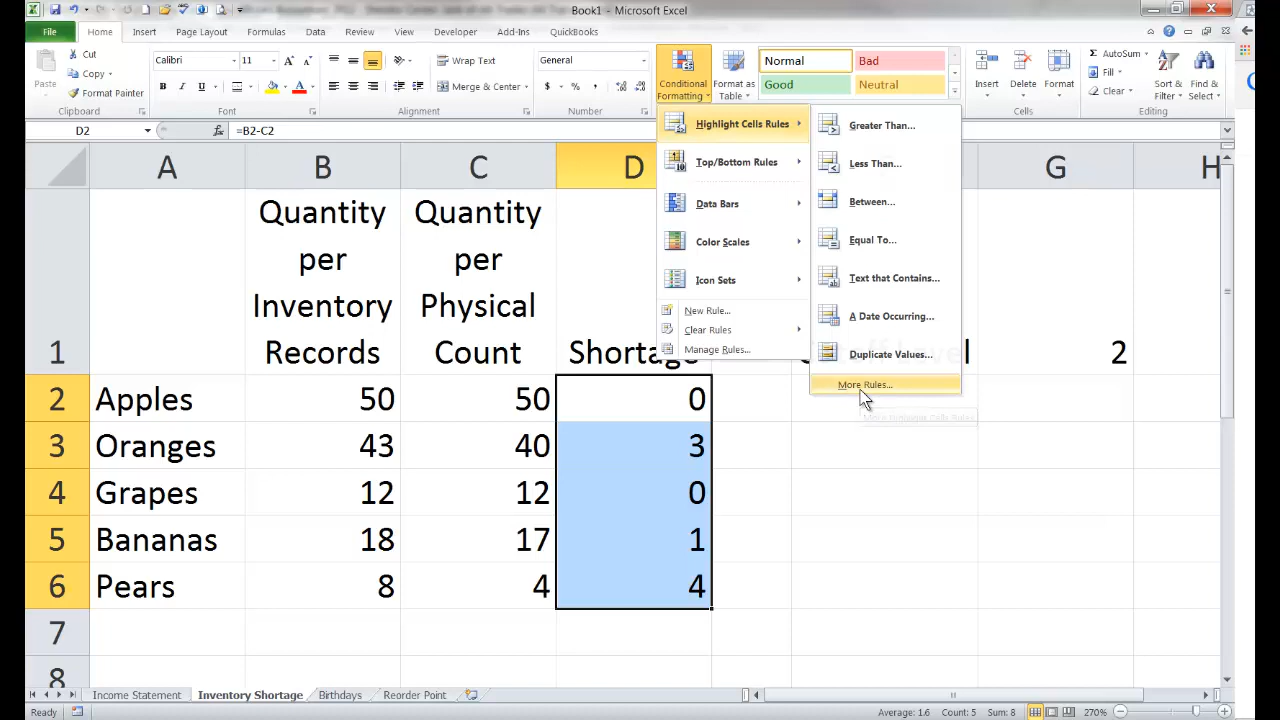 Book1 - Microsoft Excel
File Home Insert Page Layout Formulas Data Review View Developer Add-Ins QuickBooks
Cut
Copy
Format Painter
Paste
Clipboard
Calibri 11
B I U
Font
Wrap Text
Merge & Center
Alignment
General
$ % ,
Number
Conditional
Formatting
Format as
Table
Normal Bad
Good Neutral
Insert Delete Format
Cells
Σ AutoSum
Fill
Clear
Sort &
Filter
Find &
Select
Editing
D2 fx =B2-C2
Highlight Cells Rules
Top/Bottom Rules
Data Bars
Color Scales
Icon Sets
New Rule...
Clear Rules
Manage Rules...
Greater Than...
Less Than...
Between...
Equal To...
Text that Contains...
A Date Occurring...
Duplicate Values...
More Rules...
More Highlight Cells Rules
A B C D G H
Quantity
per
Inventory
Records
Quantity
per
Physical
Count
Shortage
1 2
2 Apples 50 50 0
3 Oranges 43 40 3
4 Grapes 12 12 0
5 Bananas 18 17 1
6 Pears 8 4 4
7
8
Income Statement Inventory Shortage Birthdays Reorder Point
Ready Average: 1.6 Count: 5 Sum: 8 270%